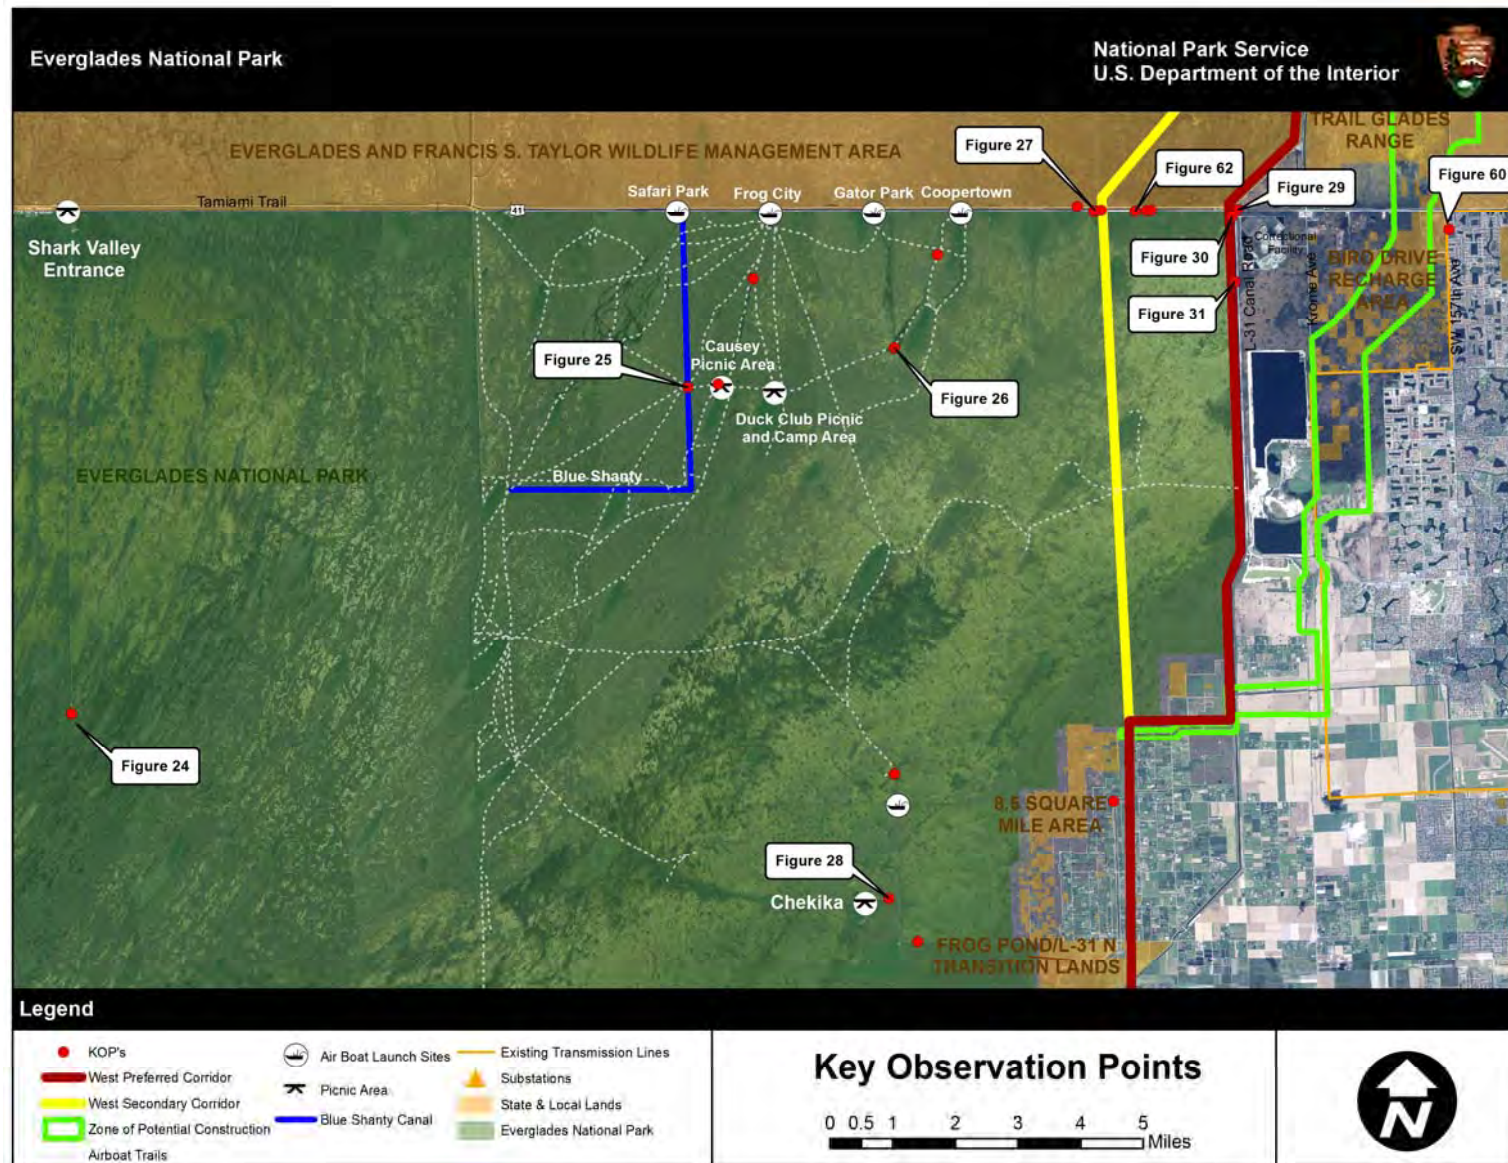 Everglades National Park
National Park Service
U.S. Department of the Interior
TRAIL GLADES
RANGE
EVERGLADES AND FRANCIS S. TAYLOR WILDLIFE MANAGEMENT AREA
Figure 27
Figure 62
Figure 29
Figure 60
Safari Park
Frog City
Gator Park
Coopertown
Tamiami Trail
41
Shark Valley
Entrance
Correctional
Facility
Figure 30
L-31 Canal Road
Krome Ave
BIRD DRIVE
RECHARGE
AREA
SW 157th Ave
Figure 31
Figure 25
Causey
Picnic Area
Figure 26
Duck Club Picnic
and Camp Area
EVERGLADES NATIONAL PARK
Blue Shanty
Figure 24
8.5 SQUARE
MILE AREA
Figure 28
Chekika
FROG POND/L-31 N
TRANSITION LANDS
Legend
KOP's
West Preferred Corridor
West Secondary Corridor
Zone of Potential Construction
Airboat Trails
Air Boat Launch Sites
Picnic Area
Blue Shanty Canal
Existing Transmission Lines
Substations
State & Local Lands
Everglades National Park
Key Observation Points
0 0.5 1 2 3 4 5
Miles
N